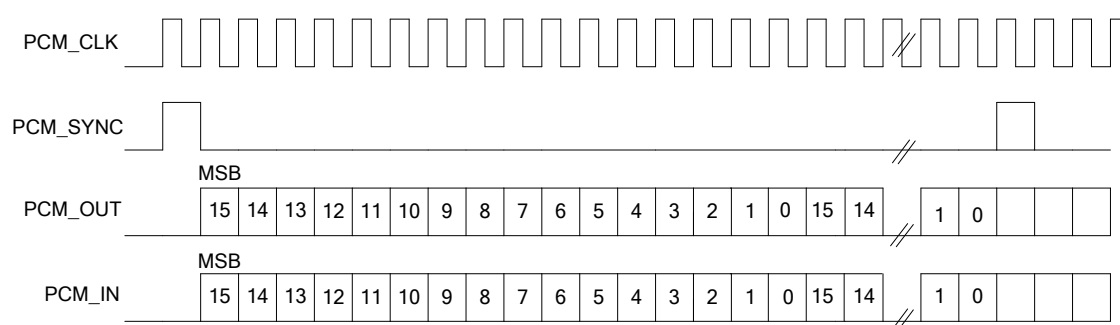 PCM_CLK
PCM_SYNC
MSB
PCM_OUT 15 14 13 12 11 10 9 8 7 6 5 4 3 2 1 0 15 14 1 0
MSB
PCM_IN 15 14 13 12 11 10 9 8 7 6 5 4 3 2 1 0 15 14 1 0